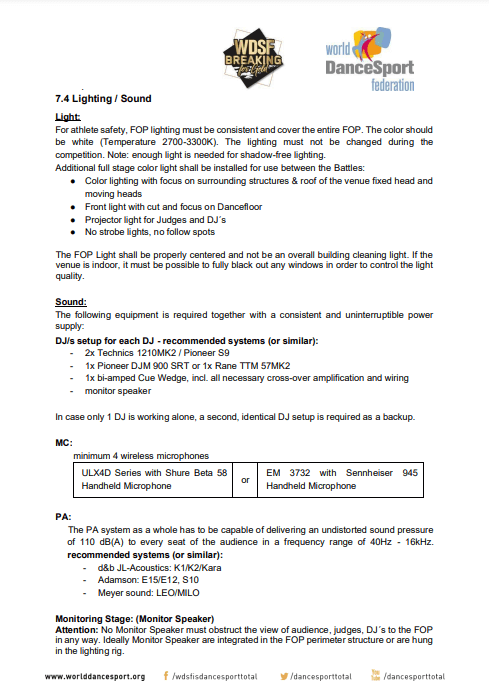 WDSF
BREAKING
for Gold
world
DanceSport
federation
7.4 Lighting / Sound
Light:
For athlete safety, FOP lighting must be consistent and cover the entire FOP. The color should
be white (Temperature 2700-3300K). The lighting must not be changed during the
competition. Note: enough light is needed for shadow-free lighting.
Additional full stage color light shall be installed for use between the Battles:
• Color lighting with focus on surrounding structures & roof of the venue fixed head and
moving heads
• Front light with cut and focus on Dancefloor
• Projector light for Judges and DJ´s
• No strobe lights, no follow spots
The FOP Light shall be properly centered and not be an overall building cleaning light. If the
venue is indoor, it must be possible to fully black out any windows in order to control the light
quality.
Sound:
The following equipment is required together with a consistent and uninterruptible power
supply:
DJ/s setup for each DJ - recommended systems (or similar):
- 2x Technics 1210MK2 / Pioneer S9
- 1x Pioneer DJM 900 SRT or 1x Rane TTM 57MK2
- 1x bi-amped Cue Wedge, incl. all necessary cross-over amplification and wiring
- monitor speaker
In case only 1 DJ is working alone, a second, identical DJ setup is required as a backup.
MC:
minimum 4 wireless microphones
ULX4D Series with Shure Beta 58 or EM 3732 with Sennheiser 945
Handheld Microphone Handheld Microphone
PA:
The PA system as a whole has to be capable of delivering an undistorted sound pressure
of 110 dB(A) to every seat of the audience in a frequency range of 40Hz - 16kHz.
recommended systems (or similar):
- d&b JL-Acoustics: K1/K2/Kara
- Adamson: E15/E12, S10
- Meyer sound: LEO/MILO
Monitoring Stage: (Monitor Speaker)
Attention: No Monitor Speaker must obstruct the view of audience, judges, DJ´s to the FOP
in any way. Ideally Monitor Speaker are integrated in the FOP perimeter structure or are hung
in the lighting rig.
www.worlddancesport.org f /wdsfisdancesporttotal /dancesporttotal You Tube /dancesporttotal